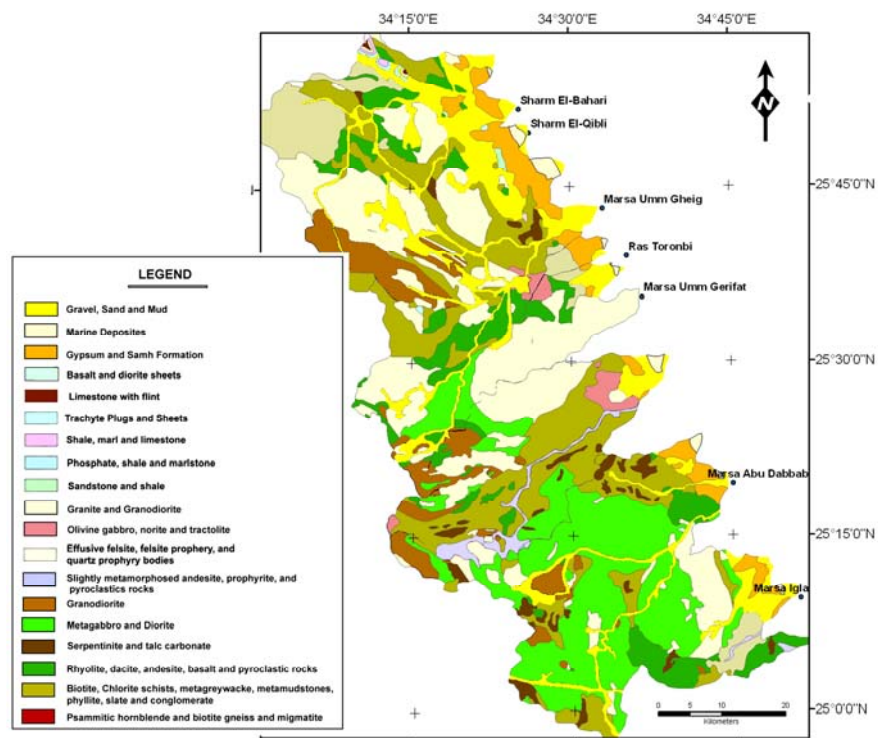 34°15'0"E
34°30'0"E
34°45'0"E
N
Sharm El-Bahari
Sharm El-Qibli
25°45'0"N
Marsa Umm Gheig
Ras Toronbi
Marsa Umm Gerifat
25°30'0"N
Marsa Abu Dabbab
25°15'0"N
Marsa Igla
25°0'0"N
0 5 10 20
Kilometers
LEGEND
Gravel, Sand and Mud
Marine Deposites
Gypsum and Samh Formation
Basalt and diorite sheets
Limestone with flint
Trachyte Plugs and Sheets
Shale, marl and limestone
Phosphate, shale and marlstone
Sandstone and shale
Granite and Granodiorite
Olivine gabbro, norite and tractolite
Effusive felsite, felsite prophery, and
quartz prophyry bodies
Slightly metamorphosed andesite, prophyrite, and
pyroclastics rocks
Granodiorite
Metagabbro and Diorite
Serpentinite and talc carbonate
Rhyolite, dacite, andesite, basalt and pyroclastic rocks
Biotite, Chlorite schists, metagreywacke, metamudstones,
phyllite, slate and conglomerate
Psammitic hornblende and biotite gneiss and migmatite